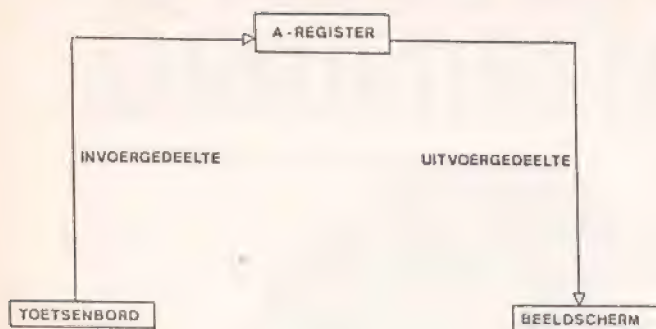 A-REGISTER
INVOERGEDEELTE
UITVOERGEDEELTE
TOETSENBORD
BEELDSCHERM